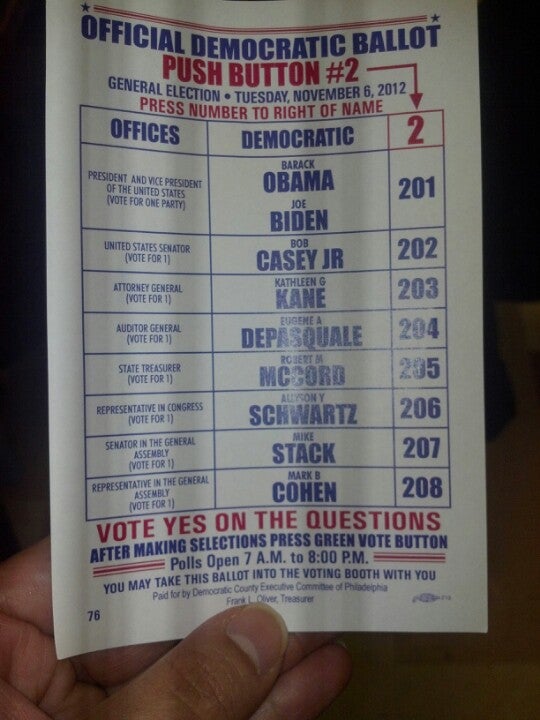 OFFICIAL DEMOCRATIC BALLOT
PUSH BUTTON #2
GENERAL ELECTION • TUESDAY, NOVEMBER 6, 2012
PRESS NUMBER TO RIGHT OF NAME
OFFICES DEMOCRATIC 2
PRESIDENT AND VICE PRESIDENT
OF THE UNITED STATES
(VOTE FOR ONE PARTY)
BARACK
OBAMA
JOE
BIDEN
201
UNITED STATES SENATOR
(VOTE FOR 1)
BOB
CASEY JR
202
ATTORNEY GENERAL
(VOTE FOR 1)
KATHLEEN G
KANE
203
AUDITOR GENERAL
(VOTE FOR 1)
EUGENE A
DEPASQUALE
204
STATE TREASURER
(VOTE FOR 1)
ROBERT M
MCCORD
205
REPRESENTATIVE IN CONGRESS
(VOTE FOR 1)
ALLYSON Y
SCHWARTZ
206
SENATOR IN THE GENERAL
ASSEMBLY
(VOTE FOR 1)
MIKE
STACK
207
REPRESENTATIVE IN THE GENERAL
ASSEMBLY
(VOTE FOR 1)
MARK B
COHEN
208
VOTE YES ON THE QUESTIONS
AFTER MAKING SELECTIONS PRESS GREEN VOTE BUTTON
Polls Open 7 A.M. to 8:00 P.M.
YOU MAY TAKE THIS BALLOT INTO THE VOTING BOOTH WITH YOU
Paid for by Democratic County Executive Committee of Philadelphia
Frank L. Oliver, Treasurer
76